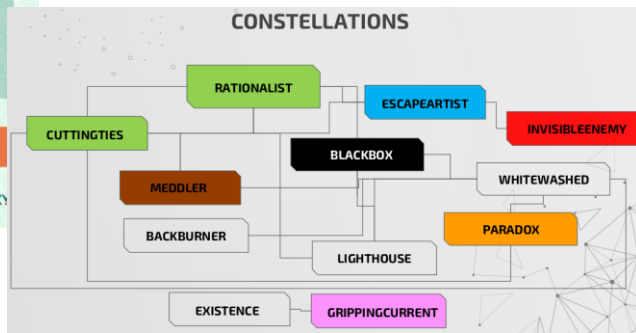 CONSTELLATIONS
RATIONALIST
ESCAPEARTIST
CUTTINGTIES
INVISIBLEENEMY
BLACKBOX
MEDDLER
WHITEWASHED
BACKBURNER
PARADOX
LIGHTHOUSE
EXISTENCE
GRIPPINGCURRENT